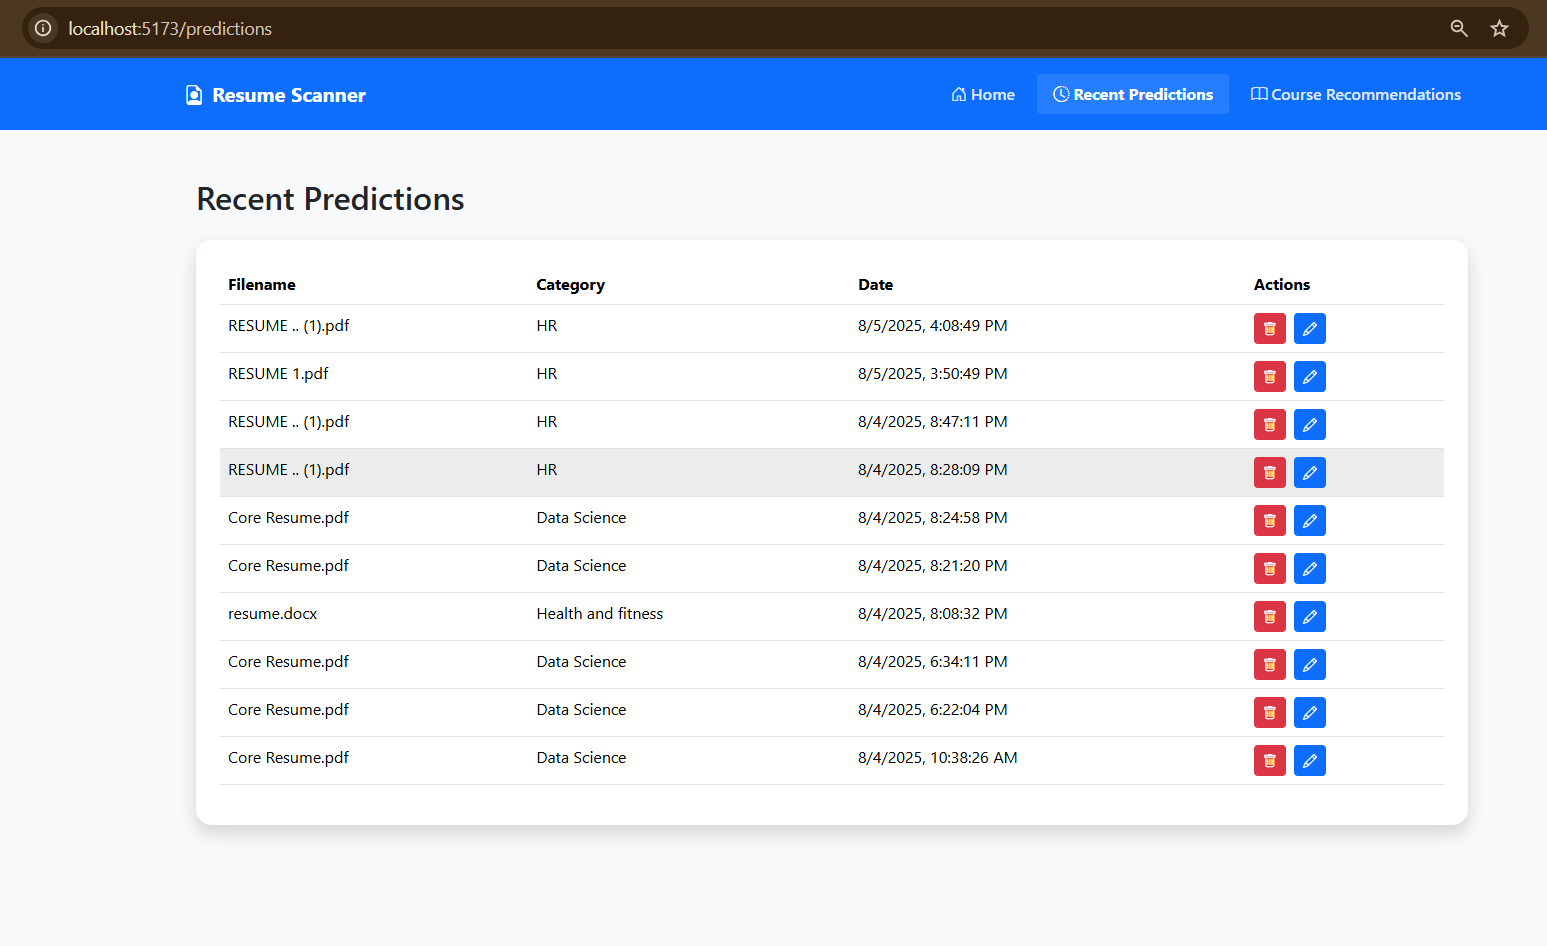 localhost:5173/predictions
Resume Scanner Home Recent Predictions Course Recommendations
Recent Predictions
Filename Category Date Actions
RESUME .. (1).pdf HR 8/5/2025, 4:08:49 PM
RESUME 1.pdf HR 8/5/2025, 3:50:49 PM
RESUME .. (1).pdf HR 8/4/2025, 8:47:11 PM
RESUME .. (1).pdf HR 8/4/2025, 8:28:09 PM
Core Resume.pdf Data Science 8/4/2025, 8:24:58 PM
Core Resume.pdf Data Science 8/4/2025, 8:21:20 PM
resume.docx Health and fitness 8/4/2025, 8:08:32 PM
Core Resume.pdf Data Science 8/4/2025, 6:34:11 PM
Core Resume.pdf Data Science 8/4/2025, 6:22:04 PM
Core Resume.pdf Data Science 8/4/2025, 10:38:26 AM